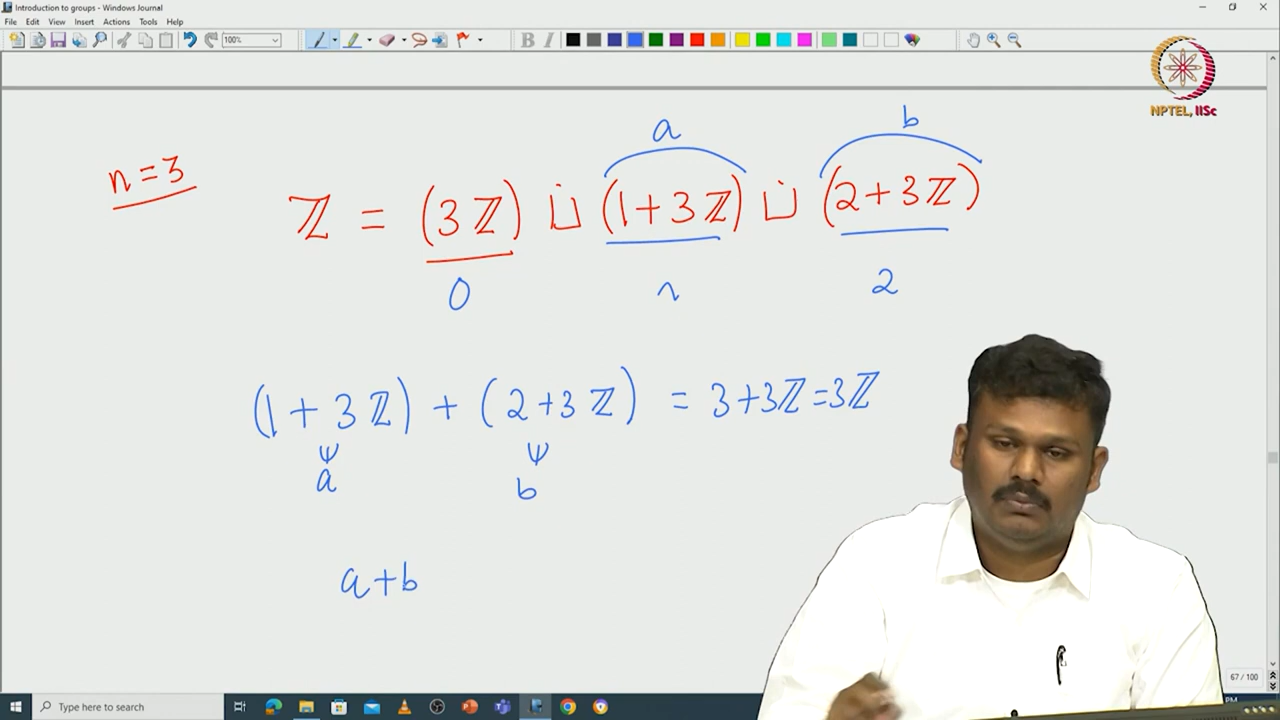 Introduction to groups - Windows Journal
File Edit View Insert Actions Tools Help
100%
B I
NPTEL, IISc
a b
n=3
ℤ = (3ℤ) ⊔̇ (1+3ℤ) ⊔̇ (2+3ℤ)
0 1 2
(1+3ℤ) + (2+3ℤ) = 3+3ℤ=3ℤ
ψ ψ
a b
a+b
67 / 100
Type here to search